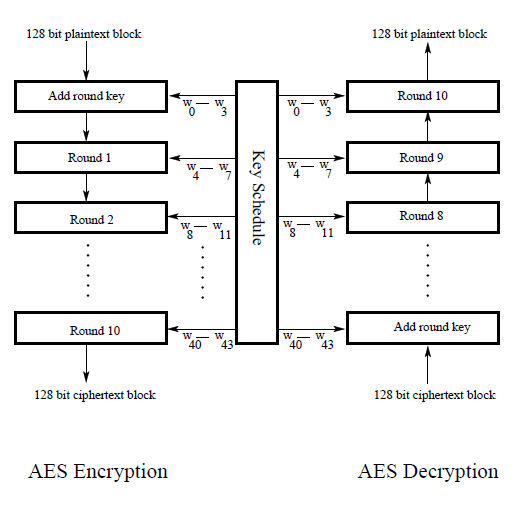 128 bit plaintext block
128 bit plaintext block
Add round key
w0 — w3
w0 — w3
Round 10
Round 1
w4 — w7
Key Schedule
w4 — w7
Round 9
Round 2
w8 — w11
w8 — w11
Round 8
Round 10
w40 — w43
w40 — w43
Add round key
128 bit ciphertext block
128 bit ciphertext block
AES Encryption
AES Decryption